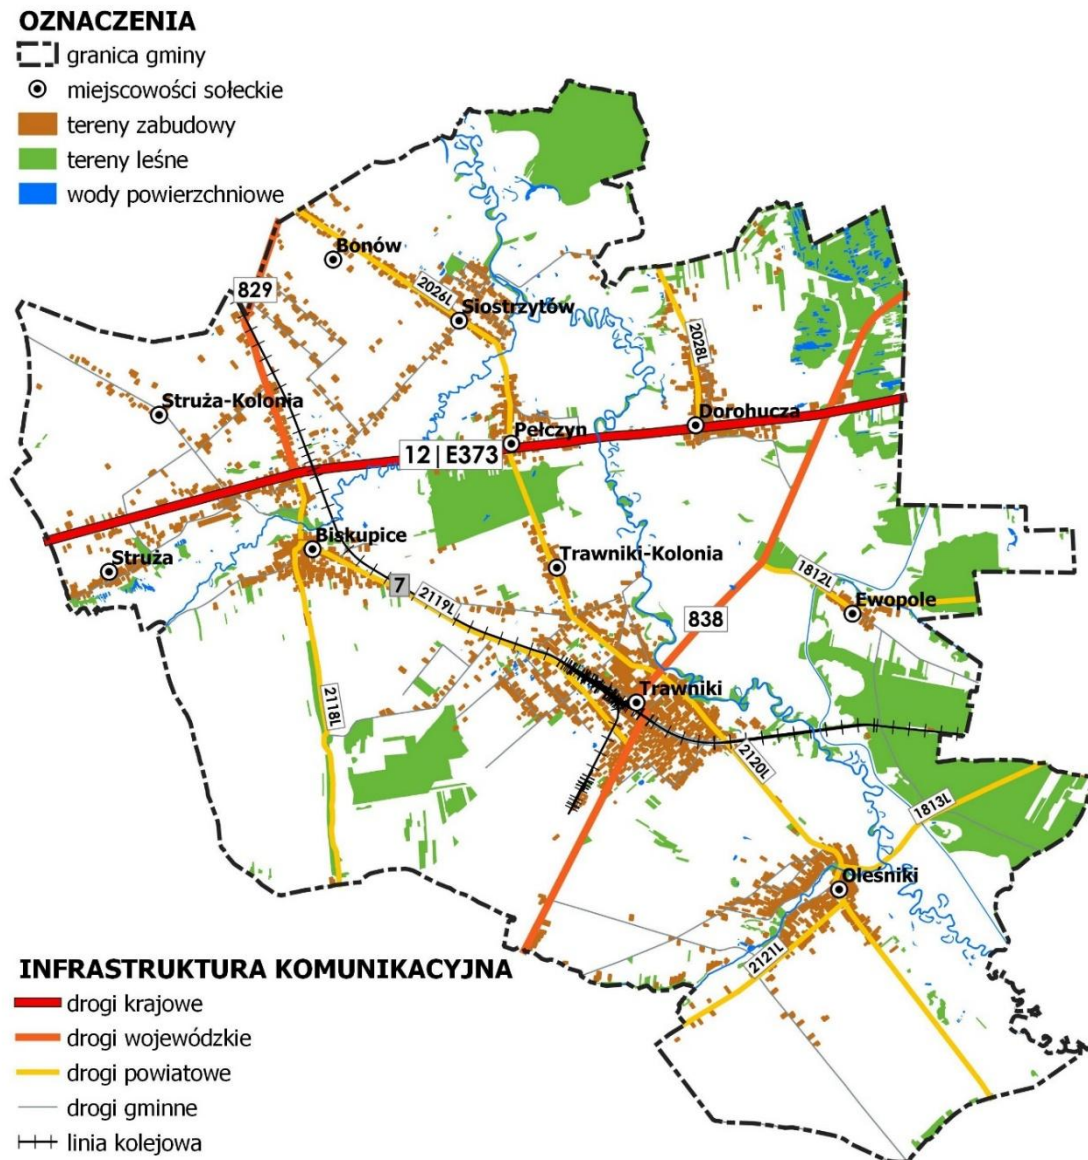 OZNACZENIA
granica gminy
miejscowości sołeckie
tereny zabudowy
tereny leśne
wody powierzchniowe
Bonów
829
2026L
Siostrzytów
2028L
Struża-Kolonia
Dorohucza
Pełczyn
12|E373
Biskupice
Trawniki-Kolonia
Struża
7
2119L
1812L
Ewopole
838
2118L
Trawniki
2120L
1813L
Oleśniki
2121L
INFRASTRUKTURA KOMUNIKACYJNA
drogi krajowe
drogi wojewódzkie
drogi powiatowe
drogi gminne
linia kolejowa